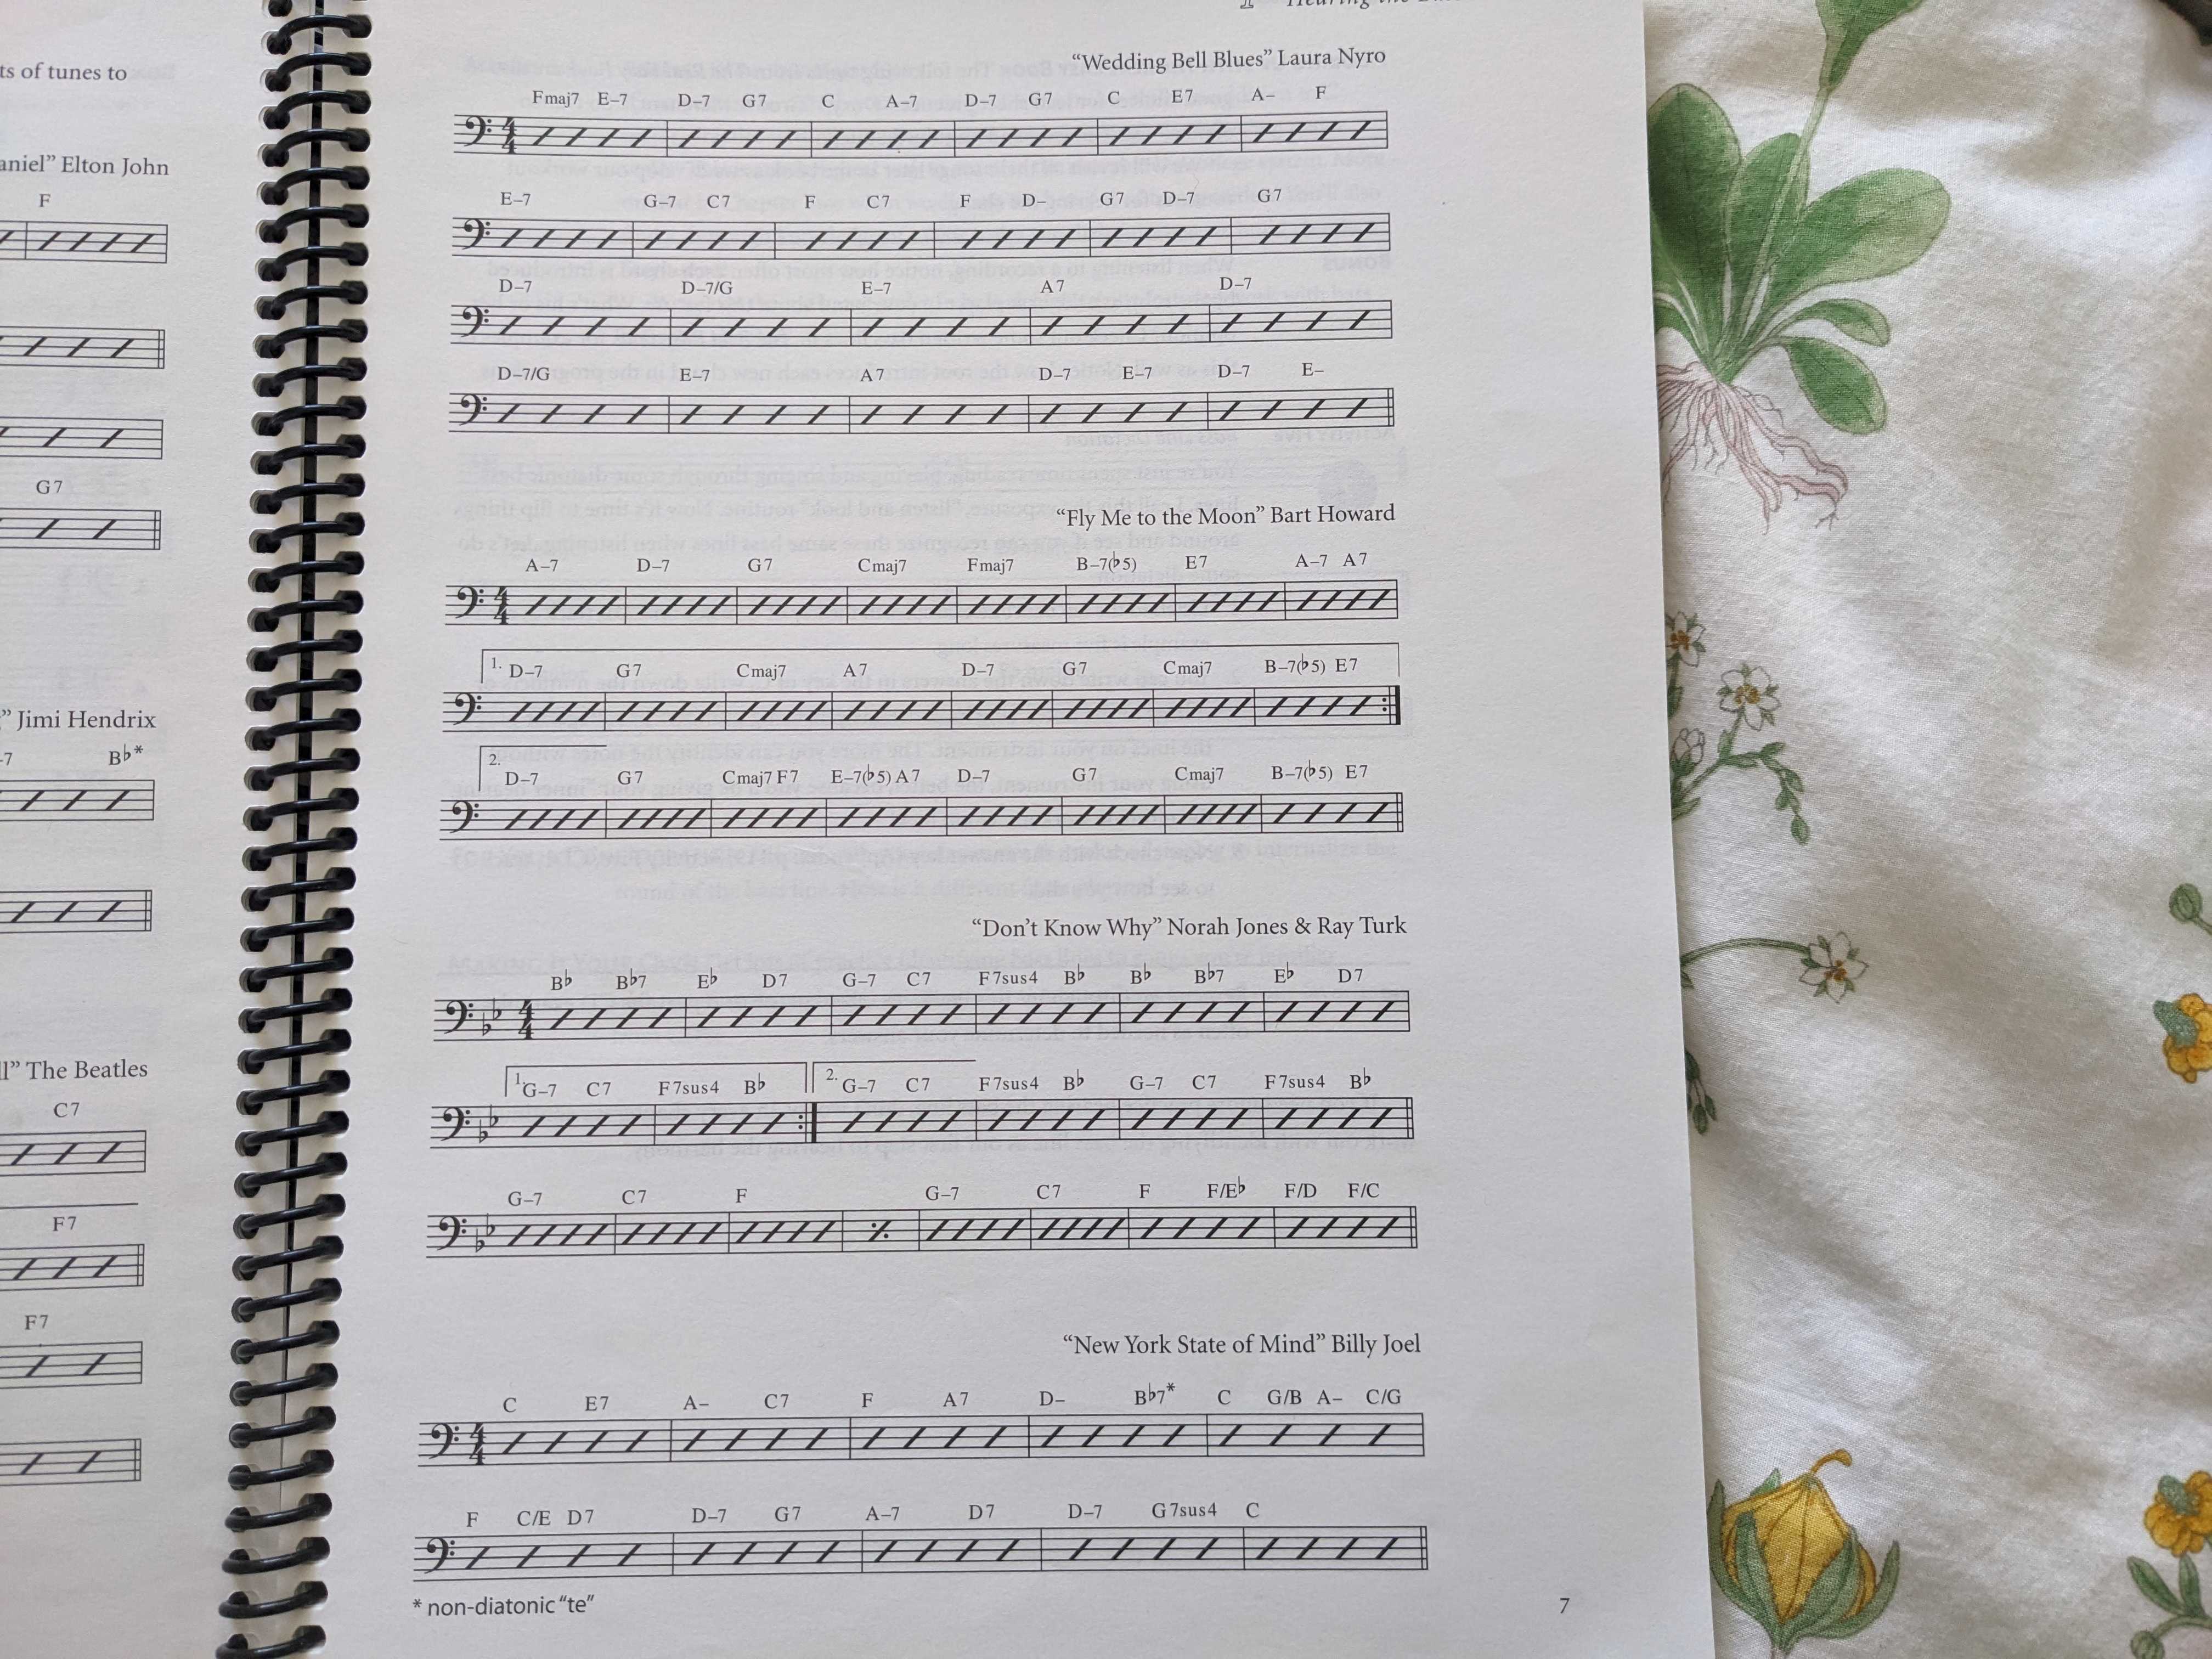 ts of tunes to
aniel” Elton John
F
G7
” Jimi Hendrix
–7 B♭*
ll” The Beatles
C7
F7
F7
“Wedding Bell Blues” Laura Nyro
Fmaj7 E–7 D–7 G7 C A–7 D–7 G7 C E7 A– F
E–7 G–7 C7 F C7 F D– G7 D–7 G7
D–7 D–7/G E–7 A7 D–7
D–7/G E–7 A7 D–7 E–7 D–7 E–
“Fly Me to the Moon” Bart Howard
A–7 D–7 G7 Cmaj7 Fmaj7 B–7(♭5) E7 A–7 A7
1. D–7 G7 Cmaj7 A7 D–7 G7 Cmaj7 B–7(♭5) E7
2. D–7 G7 Cmaj7 F7 E–7(♭5) A7 D–7 G7 Cmaj7 B–7(♭5) E7
“Don’t Know Why” Norah Jones & Ray Turk
B♭ B♭7 E♭ D7 G–7 C7 F7sus4 B♭ B♭ B♭7 E♭ D7
1. G–7 C7 F7sus4 B♭ 2. G–7 C7 F7sus4 B♭ G–7 C7 F7sus4 B♭
G–7 C7 F G–7 C7 F F/E♭ F/D F/C
“New York State of Mind” Billy Joel
C E7 A– C7 F A7 D– B♭7* C G/B A– C/G
F C/E D7 D–7 G7 A–7 D7 D–7 G7sus4 C
* non-diatonic “te”
7